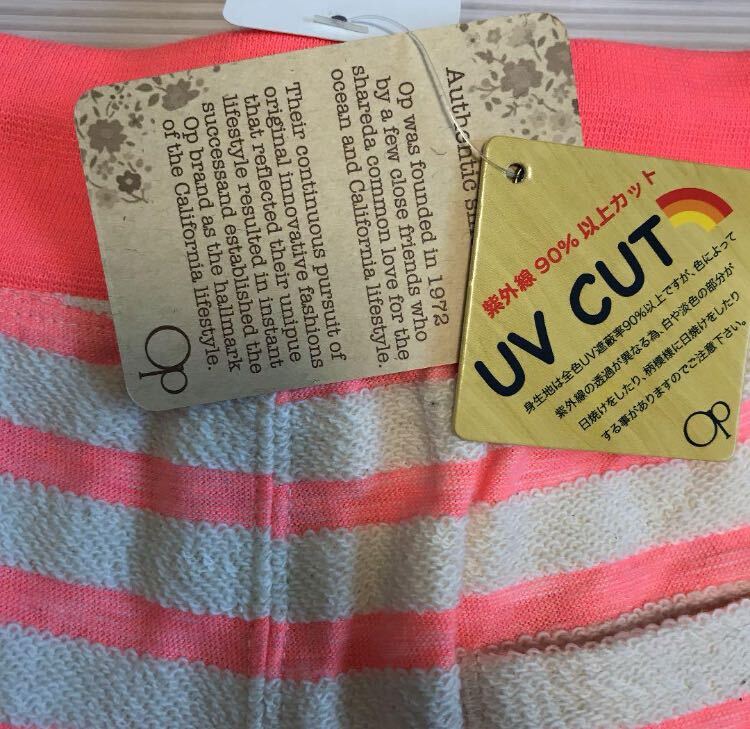 Authentic
Op was founded in 1972
by a few close friends who
shareda common love for the
ocean and California lifestyle.
Their continuous pursuit of
original innovative fashions
that reflected their unique
lifestyle resulted in instant
successand established the
Op brand as the hallmark
of the California lifestyle.
Op
紫外線90%以上カット
UV CUT
身生地は全色UV遮蔽率90%以上ですが、色によって
紫外線の透過が異なる為、白や淡色の部分が
日焼けをしたり、柄模様に日焼けをしたり
する事がありますのでご注意下さい。
Op